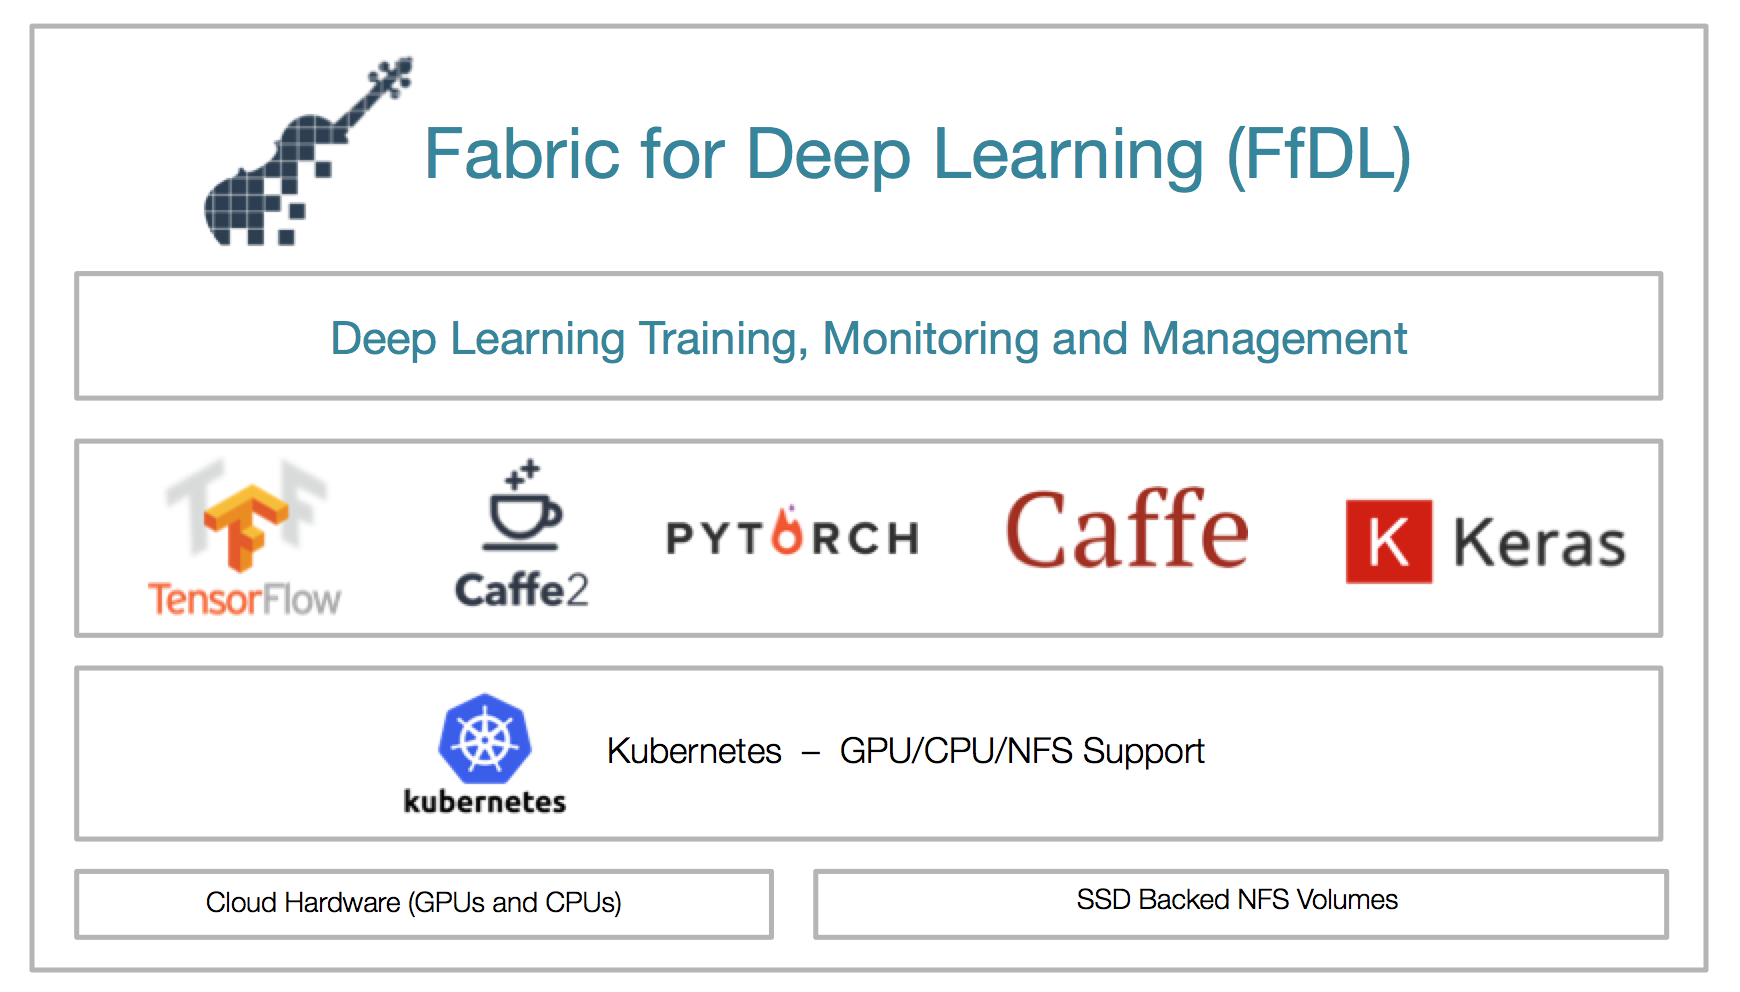 Fabric for Deep Learning (FfDL)
Deep Learning Training, Monitoring and Management
TensorFlow
Caffe2
PYTORCH
Caffe
K Keras
kubernetes
Kubernetes – GPU/CPU/NFS Support
Cloud Hardware (GPUs and CPUs)
SSD Backed NFS Volumes